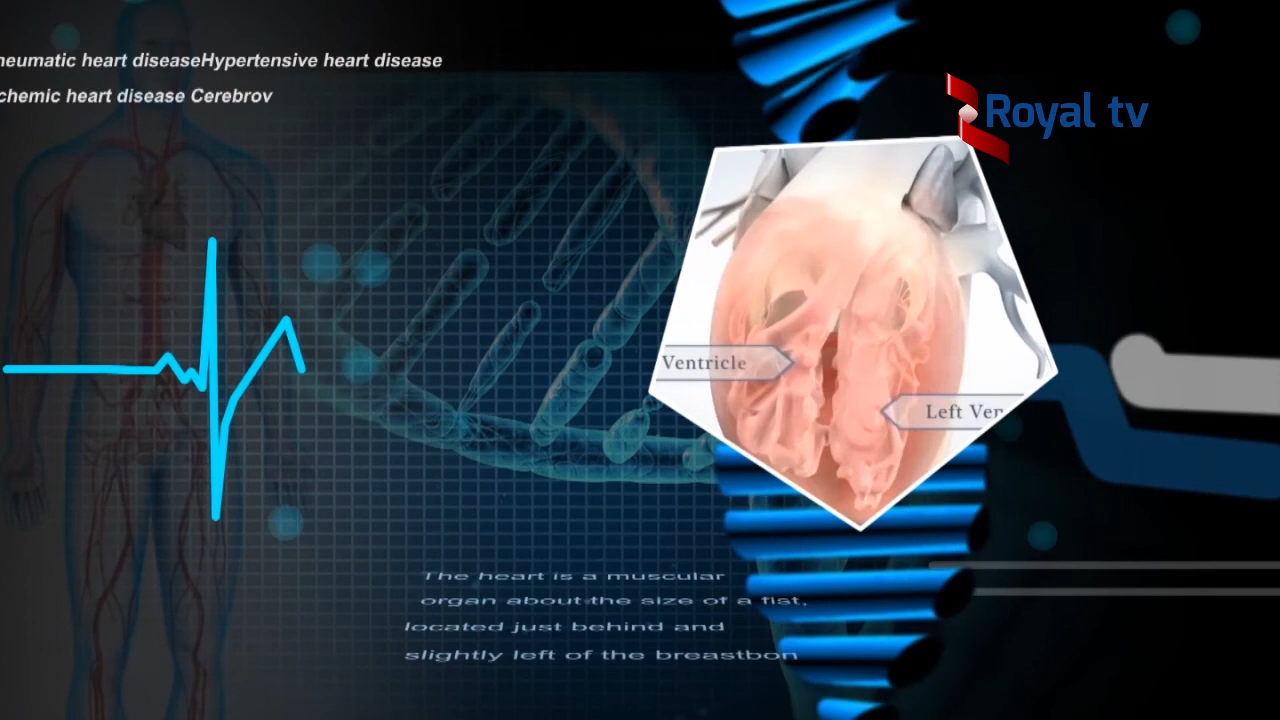 neumatic heart diseaseHypertensive heart disease
chemic heart disease Cerebrov
Royal tv
Ventricle
Left Ven
The heart is a muscular
organ about the size of a fist,
located just behind and
slightly left of the breastbon